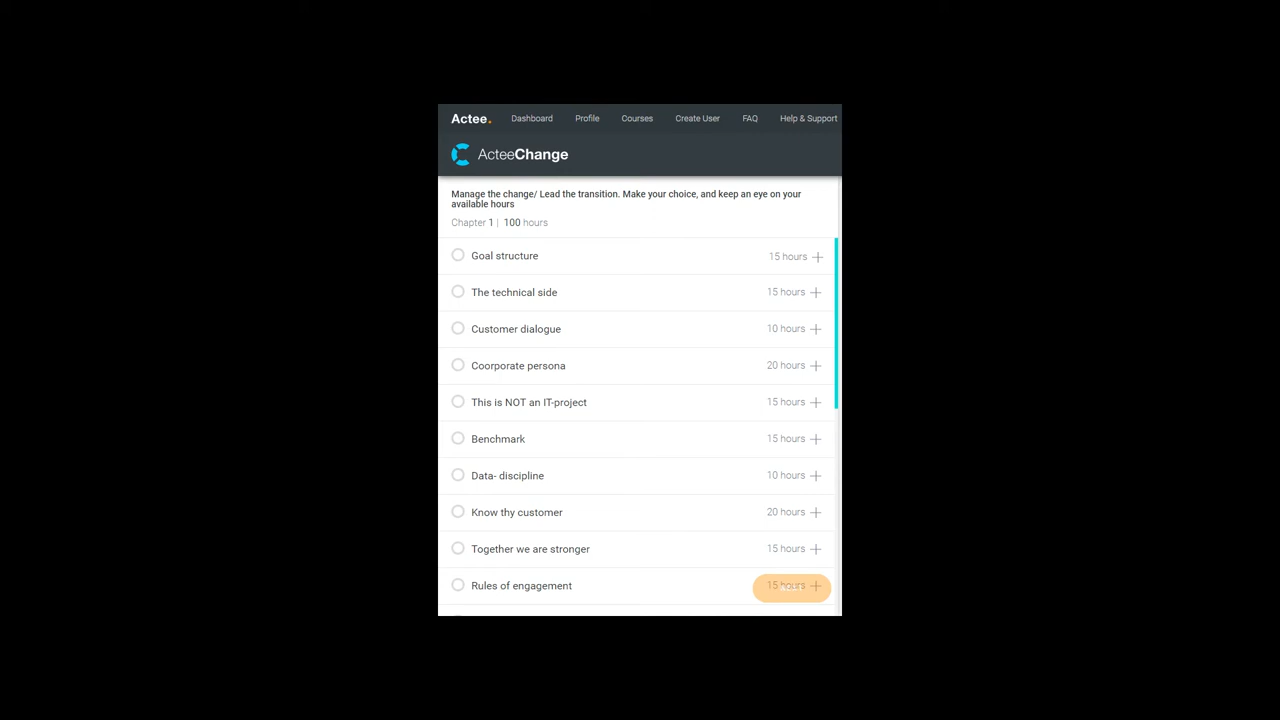 Actee. Dashboard Profile Courses Create User FAQ Help & Support
ActeeChange
Manage the change/ Lead the transition. Make your choice, and keep an eye on your
available hours
Chapter 1 | 100 hours
Goal structure 15 hours
The technical side 15 hours
Customer dialogue 10 hours
Coorporate persona 20 hours
This is NOT an IT-project 15 hours
Benchmark 15 hours
Data- discipline 10 hours
Know thy customer 20 hours
Together we are stronger 15 hours
Rules of engagement 15 hours